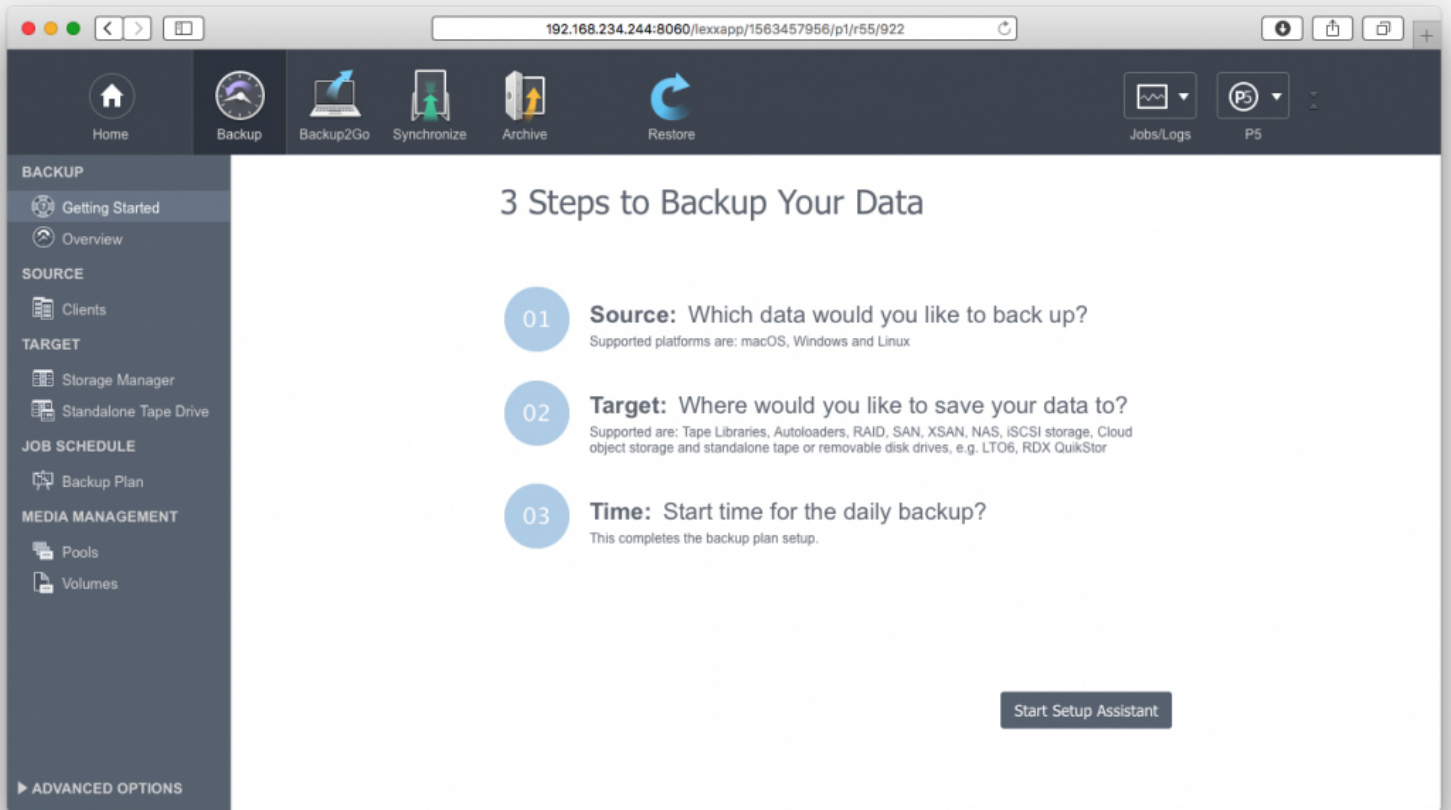 192.168.234.244:8060/lexxapp/1563457956/p1/r55/922
Home
Backup
Backup2Go
Synchronize
Archive
Restore
Jobs/Logs
P5
P5
BACKUP
Getting Started
Overview
SOURCE
Clients
TARGET
Storage Manager
Standalone Tape Drive
JOB SCHEDULE
Backup Plan
MEDIA MANAGEMENT
Pools
Volumes
ADVANCED OPTIONS
3 Steps to Backup Your Data
01
Source: Which data would you like to back up?
Supported platforms are: macOS, Windows and Linux
02
Target: Where would you like to save your data to?
Supported are: Tape Libraries, Autoloaders, RAID, SAN, XSAN, NAS, iSCSI storage, Cloud
object storage and standalone tape or removable disk drives, e.g. LTO6, RDX QuikStor
03
Time: Start time for the daily backup?
This completes the backup plan setup.
Start Setup Assistant